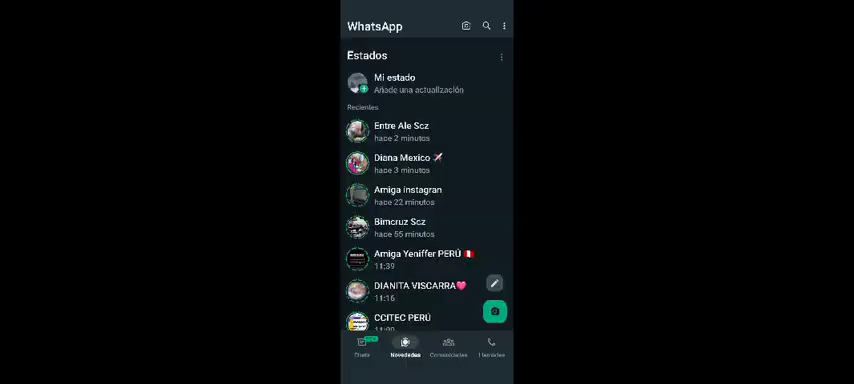 WhatsApp
Estados
Mi estado
Añade una actualización
Recientes
Entre Ale Scz
hace 2 minutos
Diana Mexico
hace 3 minutos
Amiga instagran
hace 22 minutos
Bimcruz Scz
hace 55 minutos
Amiga Yeniffer PERÚ
11:39
DIANITA VISCARRA
11:16
CCITEC PERÚ
Chats
Novedades
Comunidades
Llamadas